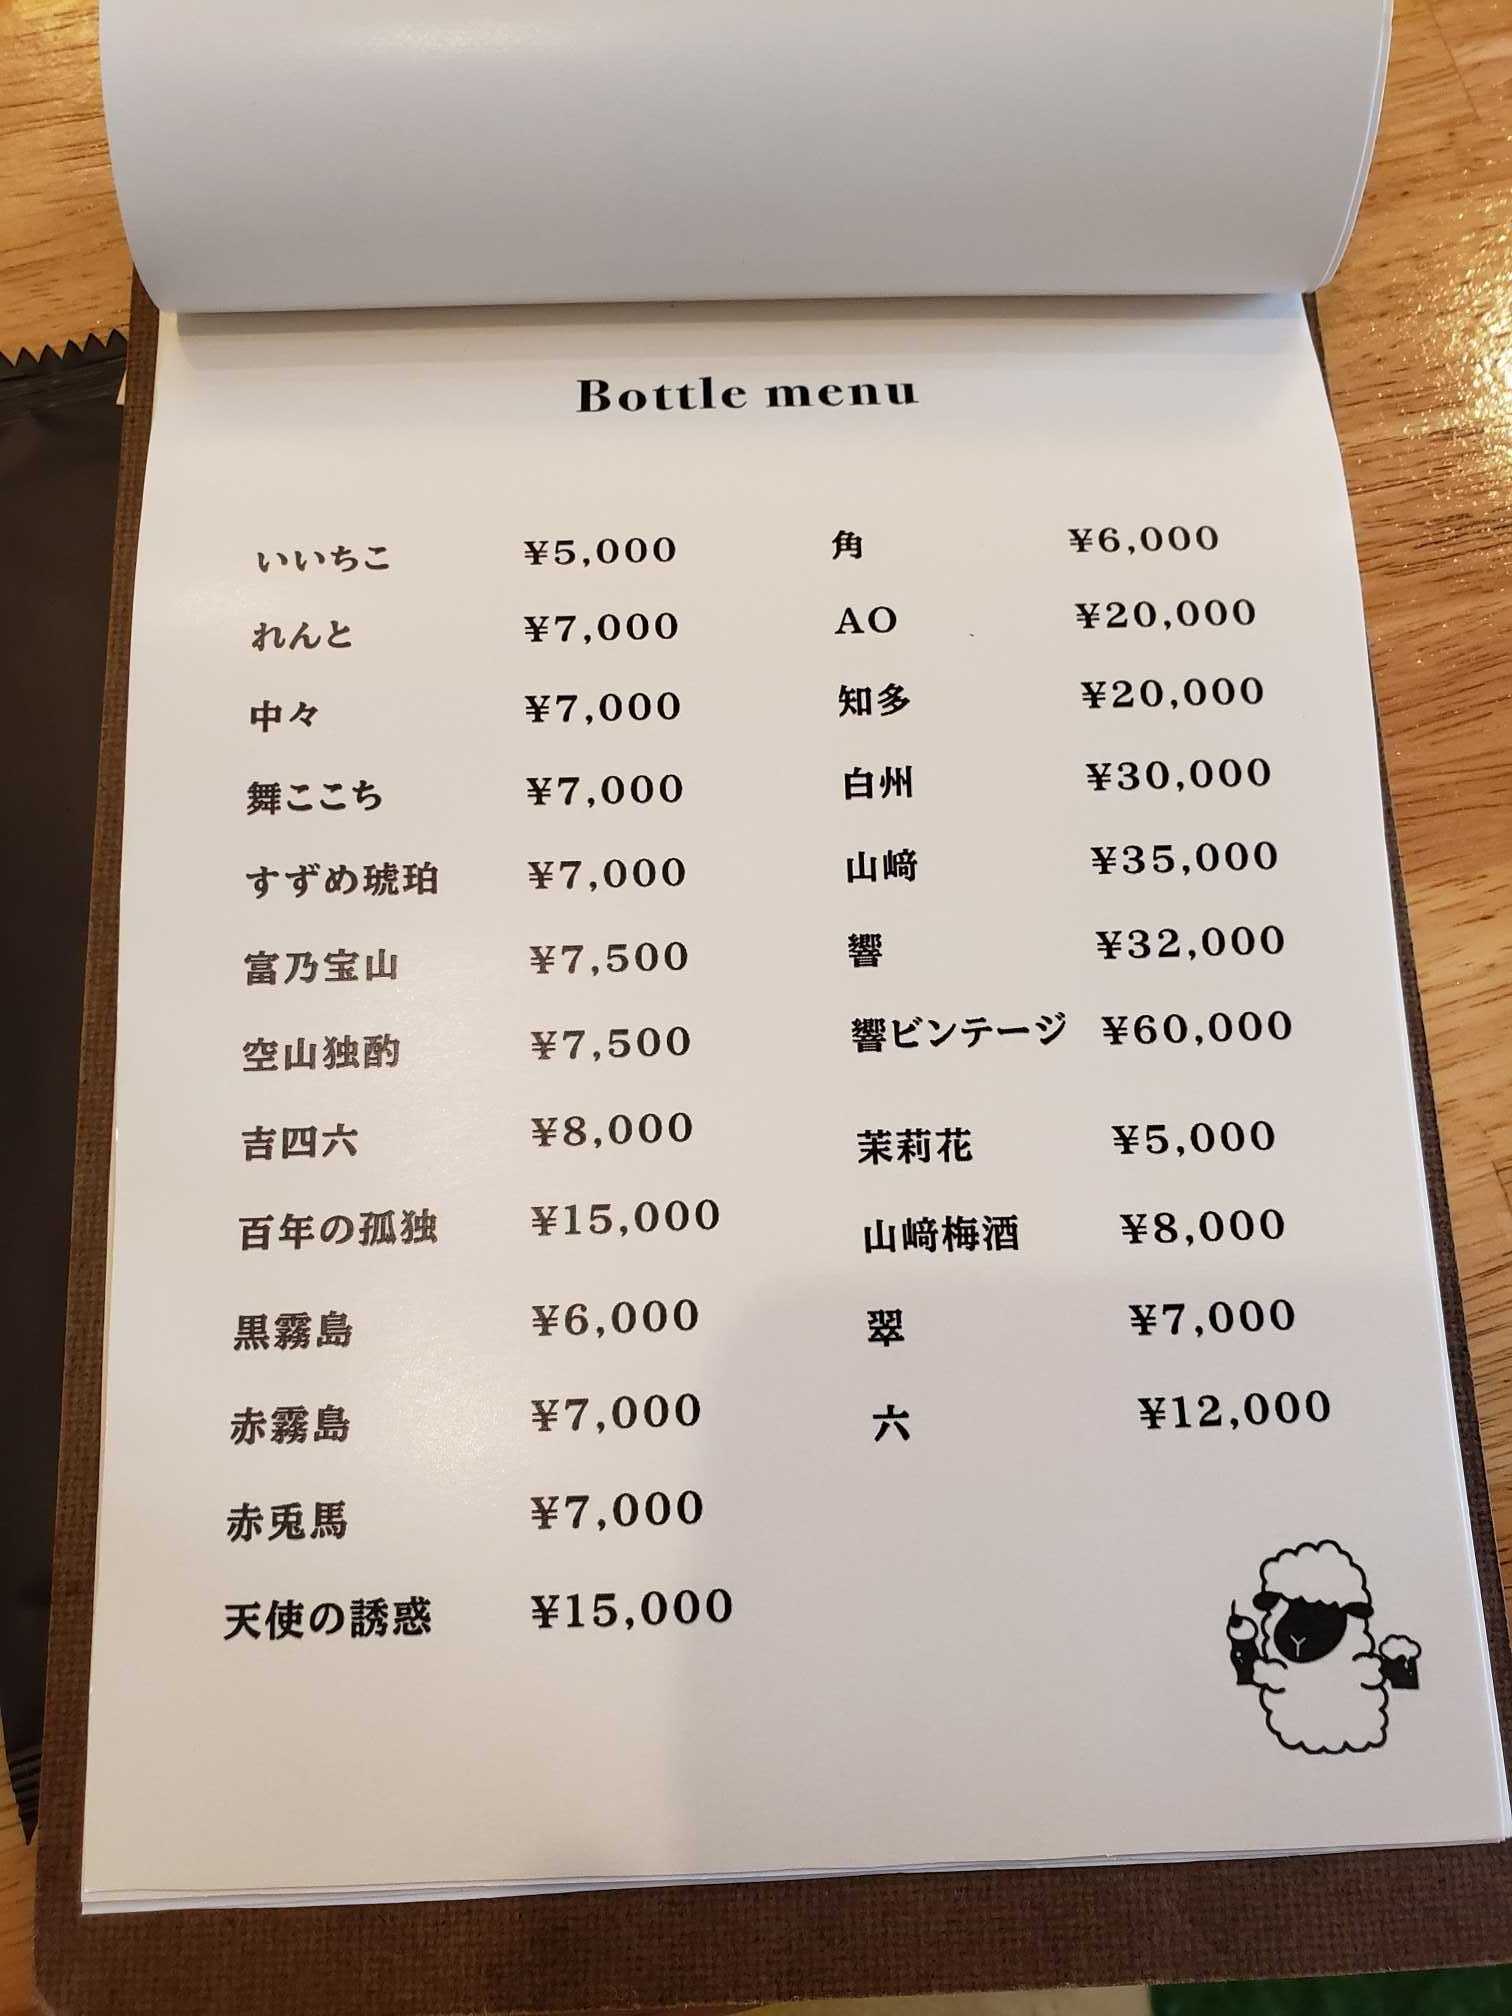 Bottle menu
いいちこ ¥5,000
れんと ¥7,000
中々 ¥7,000
舞ここち ¥7,000
すずめ琥珀 ¥7,000
富乃宝山 ¥7,500
空山独酌 ¥7,500
吉四六 ¥8,000
百年の孤独 ¥15,000
黒霧島 ¥6,000
赤霧島 ¥7,000
赤兎馬 ¥7,000
天使の誘惑 ¥15,000
角 ¥6,000
AO ¥20,000
知多 ¥20,000
白州 ¥30,000
山﨑 ¥35,000
響 ¥32,000
響ビンテージ ¥60,000
茉莉花 ¥5,000
山﨑梅酒 ¥8,000
翠 ¥7,000
六 ¥12,000